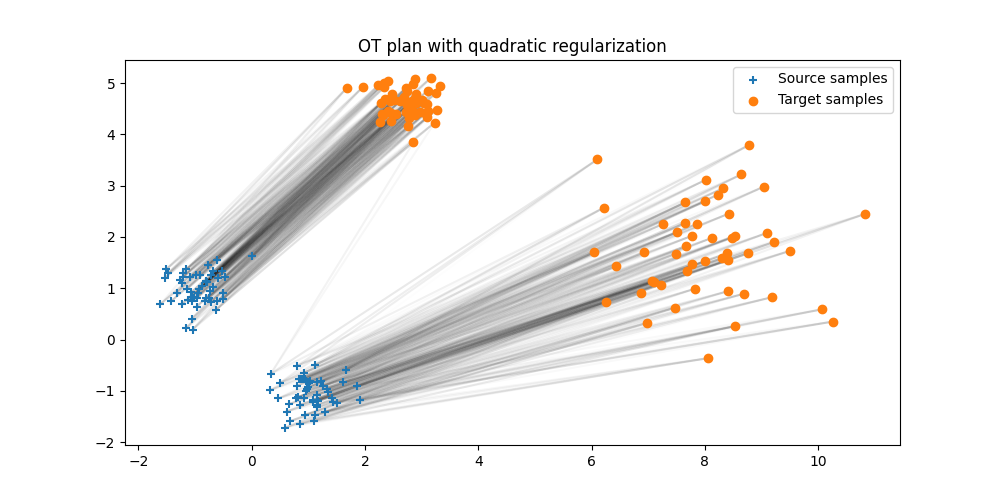 OT plan with quadratic regularization
Source samples
Target samples
5
4
3
2
1
0
−1
−2
−2 0 2 4 6 8 10